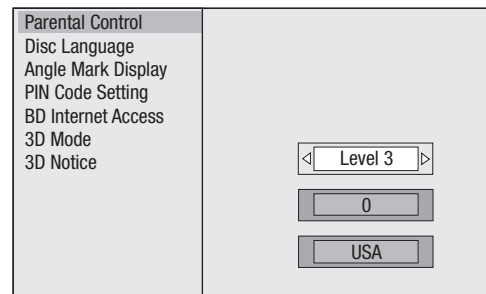 Parental Control
Disc Language
Angle Mark Display
PIN Code Setting
BD Internet Access
3D Mode
3D Notice
Level 3
0
USA